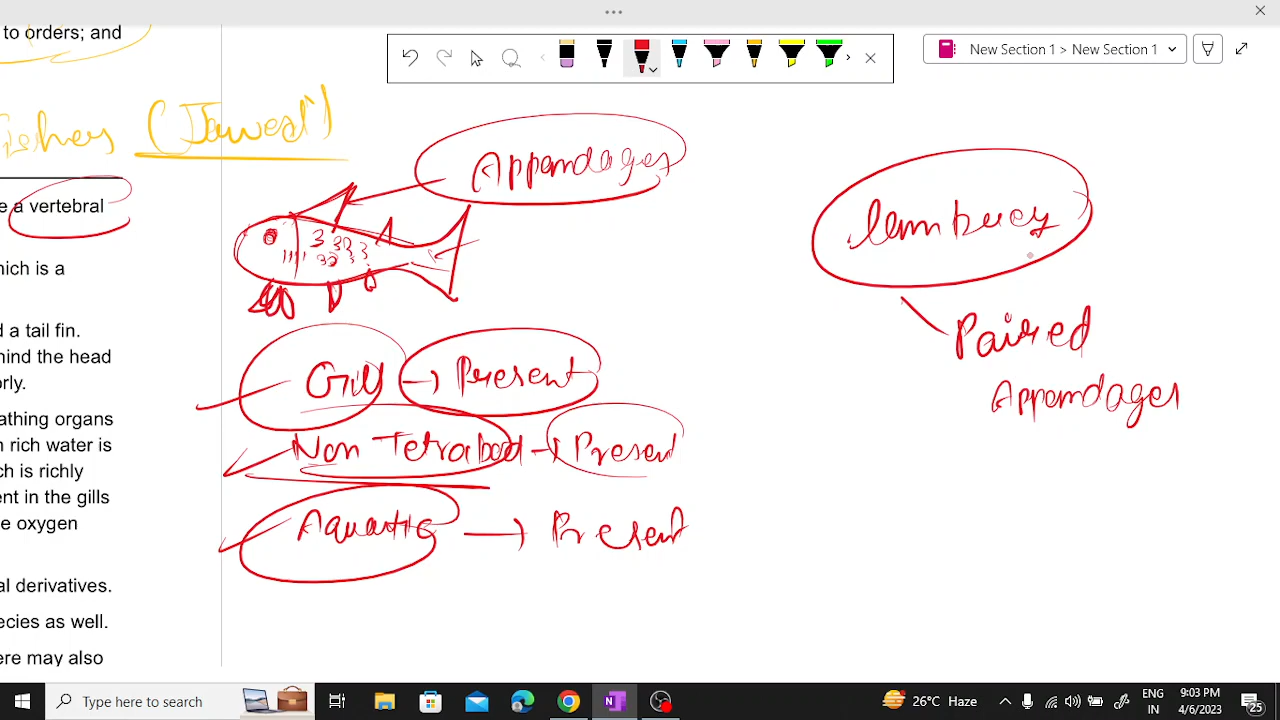 to orders; and
New Section 1 > New Section 1
(Jawed)
Appendages
e a vertebral
hich is a
d a tail fin.
hind the head
orly.
Paired
Appendages
Gill → Present
athing organs
n rich water is
ch is richly
ent in the gills
e oxygen
Non Tetrapod → Present
Aquatic → Present
al derivatives.
ecies as well.
ere may also
Type here to search
26°C Haze
ENG
IN
9:03 PM
4/6/2023
25